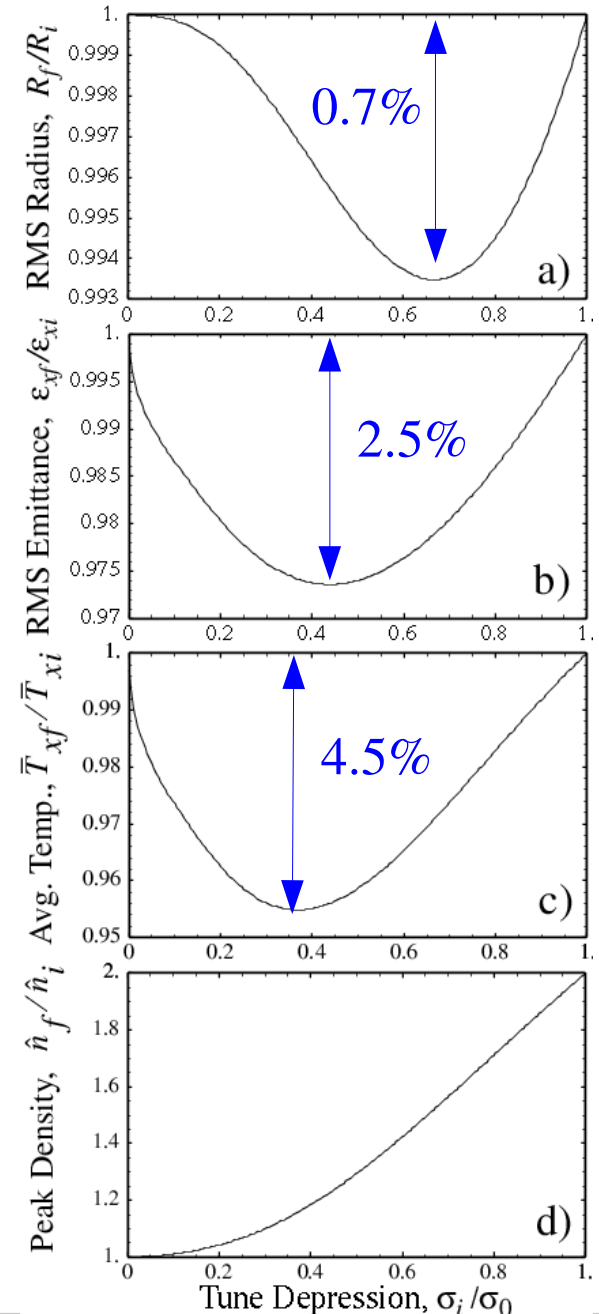 RMS Radius, R_f/R_i
1.
0.999
0.998
0.997
0.996
0.995
0.994
0.993
0.7%
a)
0 0.2 0.4 0.6 0.8 1.
RMS Emittance, ε_xf/ε_xi
1.
0.995
0.99
0.985
0.98
0.975
0.97
2.5%
b)
0 0.2 0.4 0.6 0.8 1.
Avg. Temp., T̄_xf/T̄_xi
1.
0.99
0.98
0.97
0.96
0.95
4.5%
c)
0 0.2 0.4 0.6 0.8 1.
Peak Density, n̂_f/n̂_i
2.
1.8
1.6
1.4
1.2
1.
d)
0 0.2 0.4 0.6 0.8 1.
Tune Depression, σ_i/σ_0